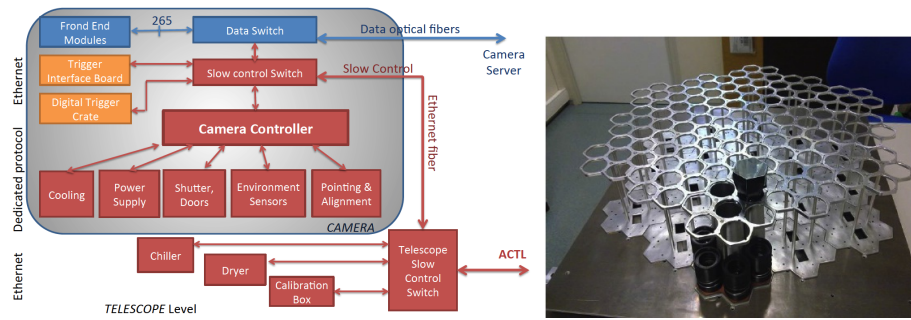 265
Data optical fibers
Frond End
Modules
Data Switch
Camera
Server
Trigger
Interface Board
Slow control Switch
Slow Control
Digital Trigger
Crate
Camera Controller
Ethernet fiber
Cooling
Power
Supply
Shutter,
Doors
Environment
Sensors
Pointing &
Alignment
CAMERA
Ethernet
Dedicated protocol
Ethernet
Chiller
Dryer
Calibration
Box
Telescope
Slow
Control
Switch
ACTL
TELESCOPE Level